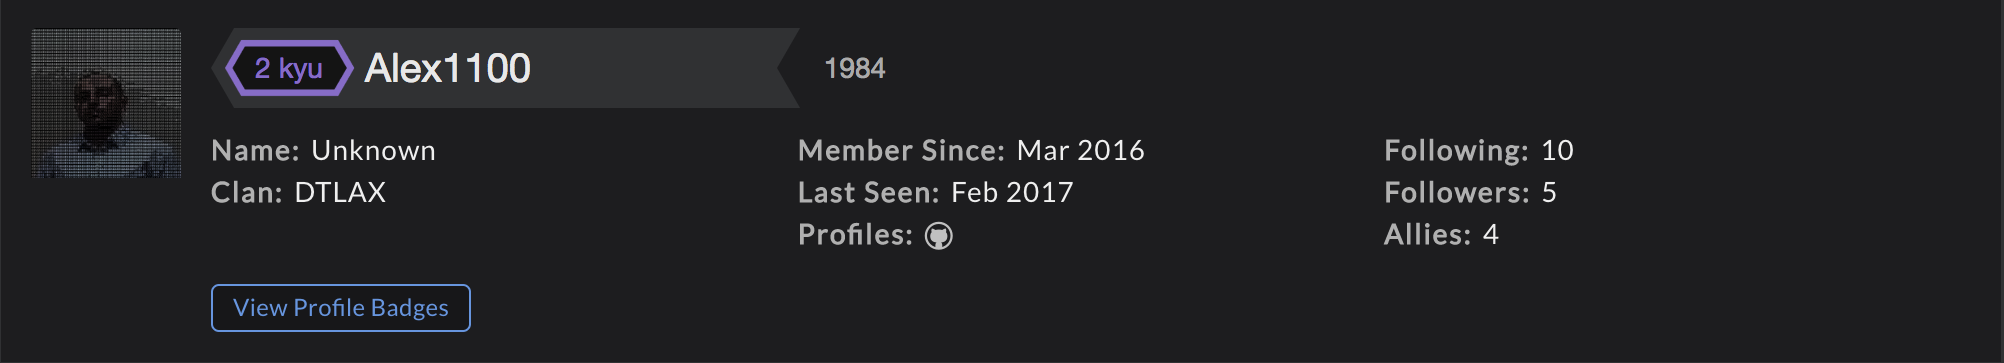 2 kyu Alex1100 1984
Name: Unknown Member Since: Mar 2016 Following: 10
Clan: DTLAX Last Seen: Feb 2017 Followers: 5
Profiles: Allies: 4
View Profile Badges